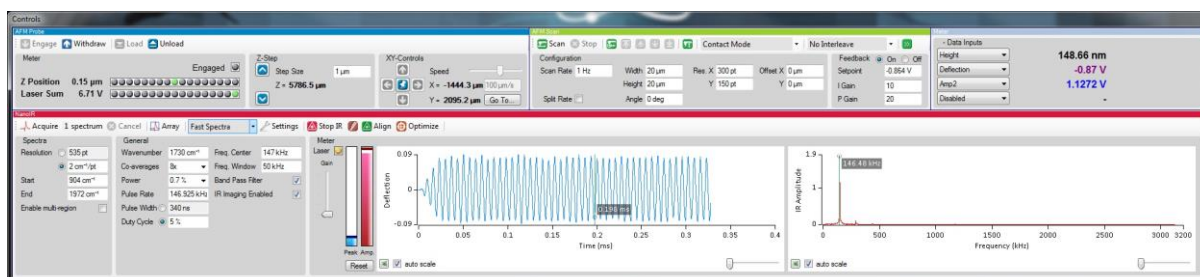 Controls
AFM Probe
Engage Withdraw Load Unload
Meter
Engaged
Z Position 0.15 µm
Laser Sum 6.71 V
Z-Step
Step Size 1 µm
Z = 5786.5 µm
XY-Controls
Speed
X = -1444.3 µm 100 µm/s
Y = 2095.2 µm Go To...
AFM Scan
Scan Stop Contact Mode No Interleave
Configuration
Scan Rate 1 Hz Width 20 µm Res. X 300 pt Offset X 0 µm
Height 20 µm Y 150 pt Y 0 µm
Split Rate Angle 0 deg
Feedback On Off
Setpoint -0.864 V
I Gain 10
P Gain 20
Meter
- Data Inputs
Height 148.66 nm
Deflection -0.87 V
Amp2 1.1272 V
Disabled -
NanoIR
Acquire 1 spectrum Cancel Array Fast Spectra Settings Stop IR Align Optimize
Spectra
Resolution 535 pt
2 cm⁻¹/pt
Start 904 cm⁻¹
End 1972 cm⁻¹
Enable multi-region
General
Wavenumber 1730 cm⁻¹ Freq. Center 147 kHz
Co-averages 8x Freq. Window 50 kHz
Power 0.7 % Band Pass Filter
Pulse Rate 146.925 kHz IR Imaging Enabled
Pulse Width 340 ns
Duty Cycle 5 %
Meter
Laser
Gain
Peak Amp
Reset
Deflection
0.09
0
-0.09
0.198 ms
0 0.05 0.1 0.15 0.2 0.25 0.3 0.35 0.4
Time (ms)
auto scale
IR Amplitude
1.9
1
0
146.48 kHz
0 500 1000 1500 2000 2500 3000 3200
Frequency (kHz)
auto scale